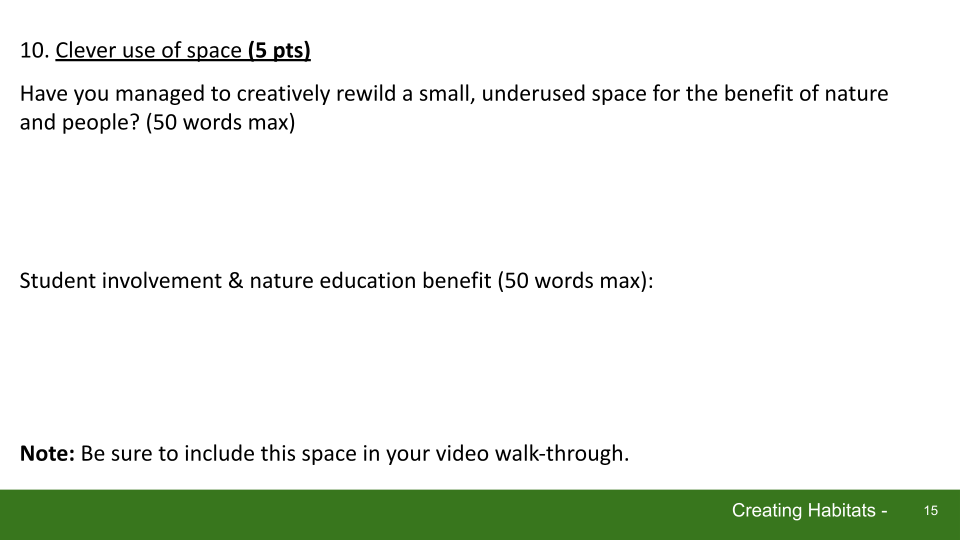 10. Clever use of space (5 pts)
Have you managed to creatively rewild a small, underused space for the benefit of nature
and people? (50 words max)
Student involvement & nature education benefit (50 words max):
Note: Be sure to include this space in your video walk-through.
Creating Habitats - 15